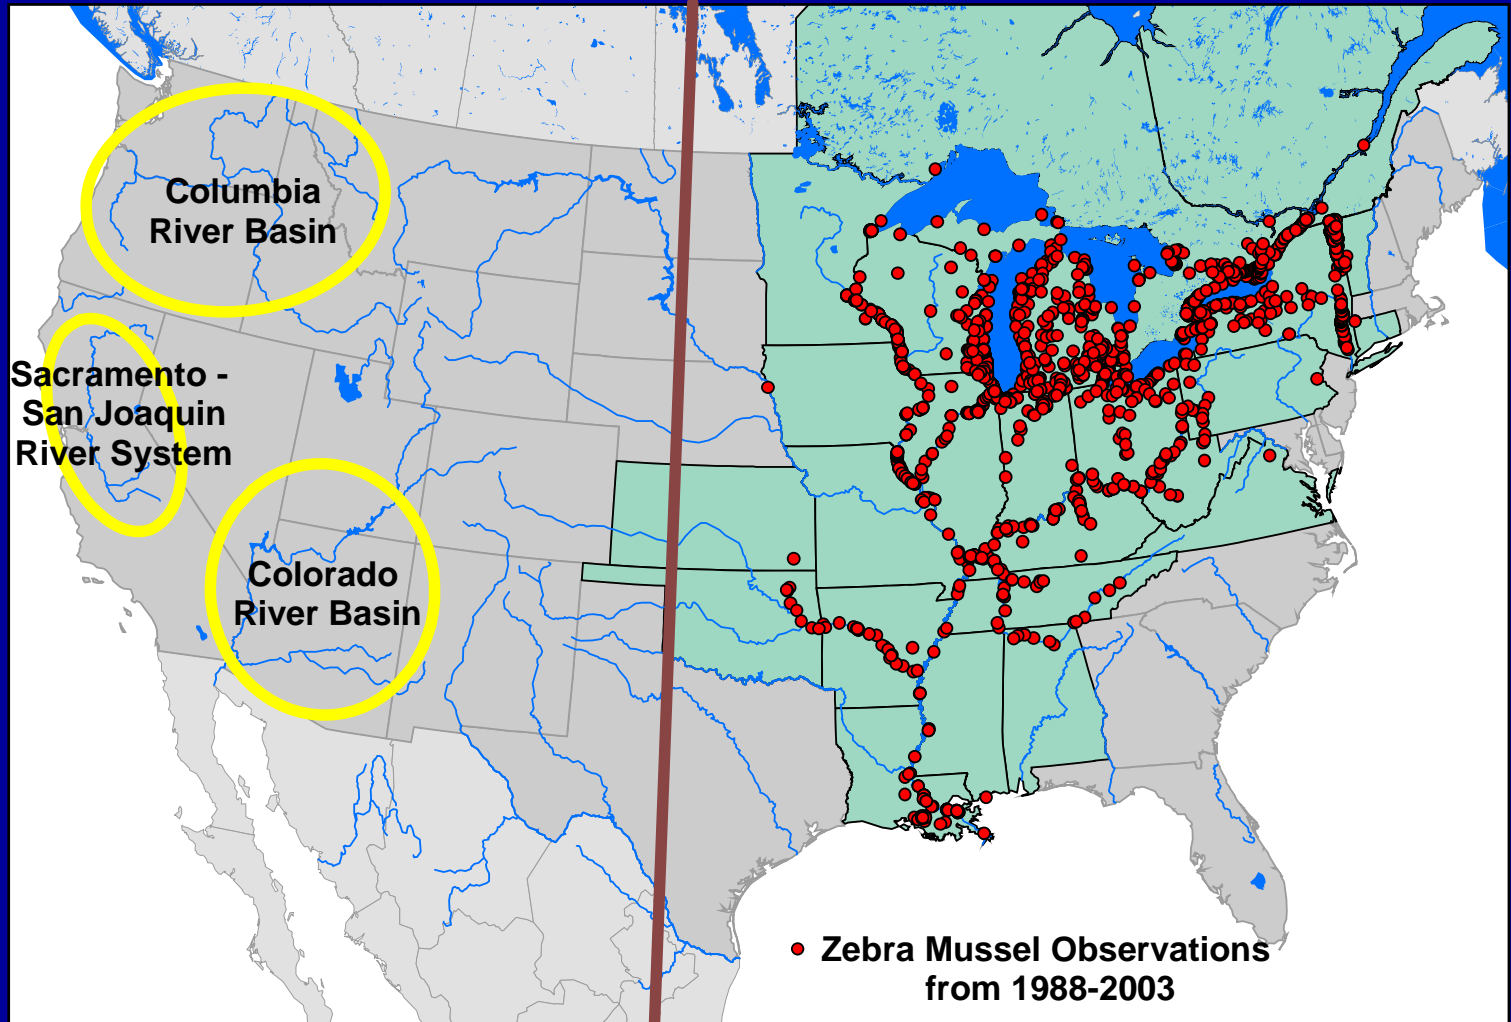 Columbia
River Basin
Sacramento -
San Joaquin
River System
Colorado
River Basin
Zebra Mussel Observations
from 1988-2003